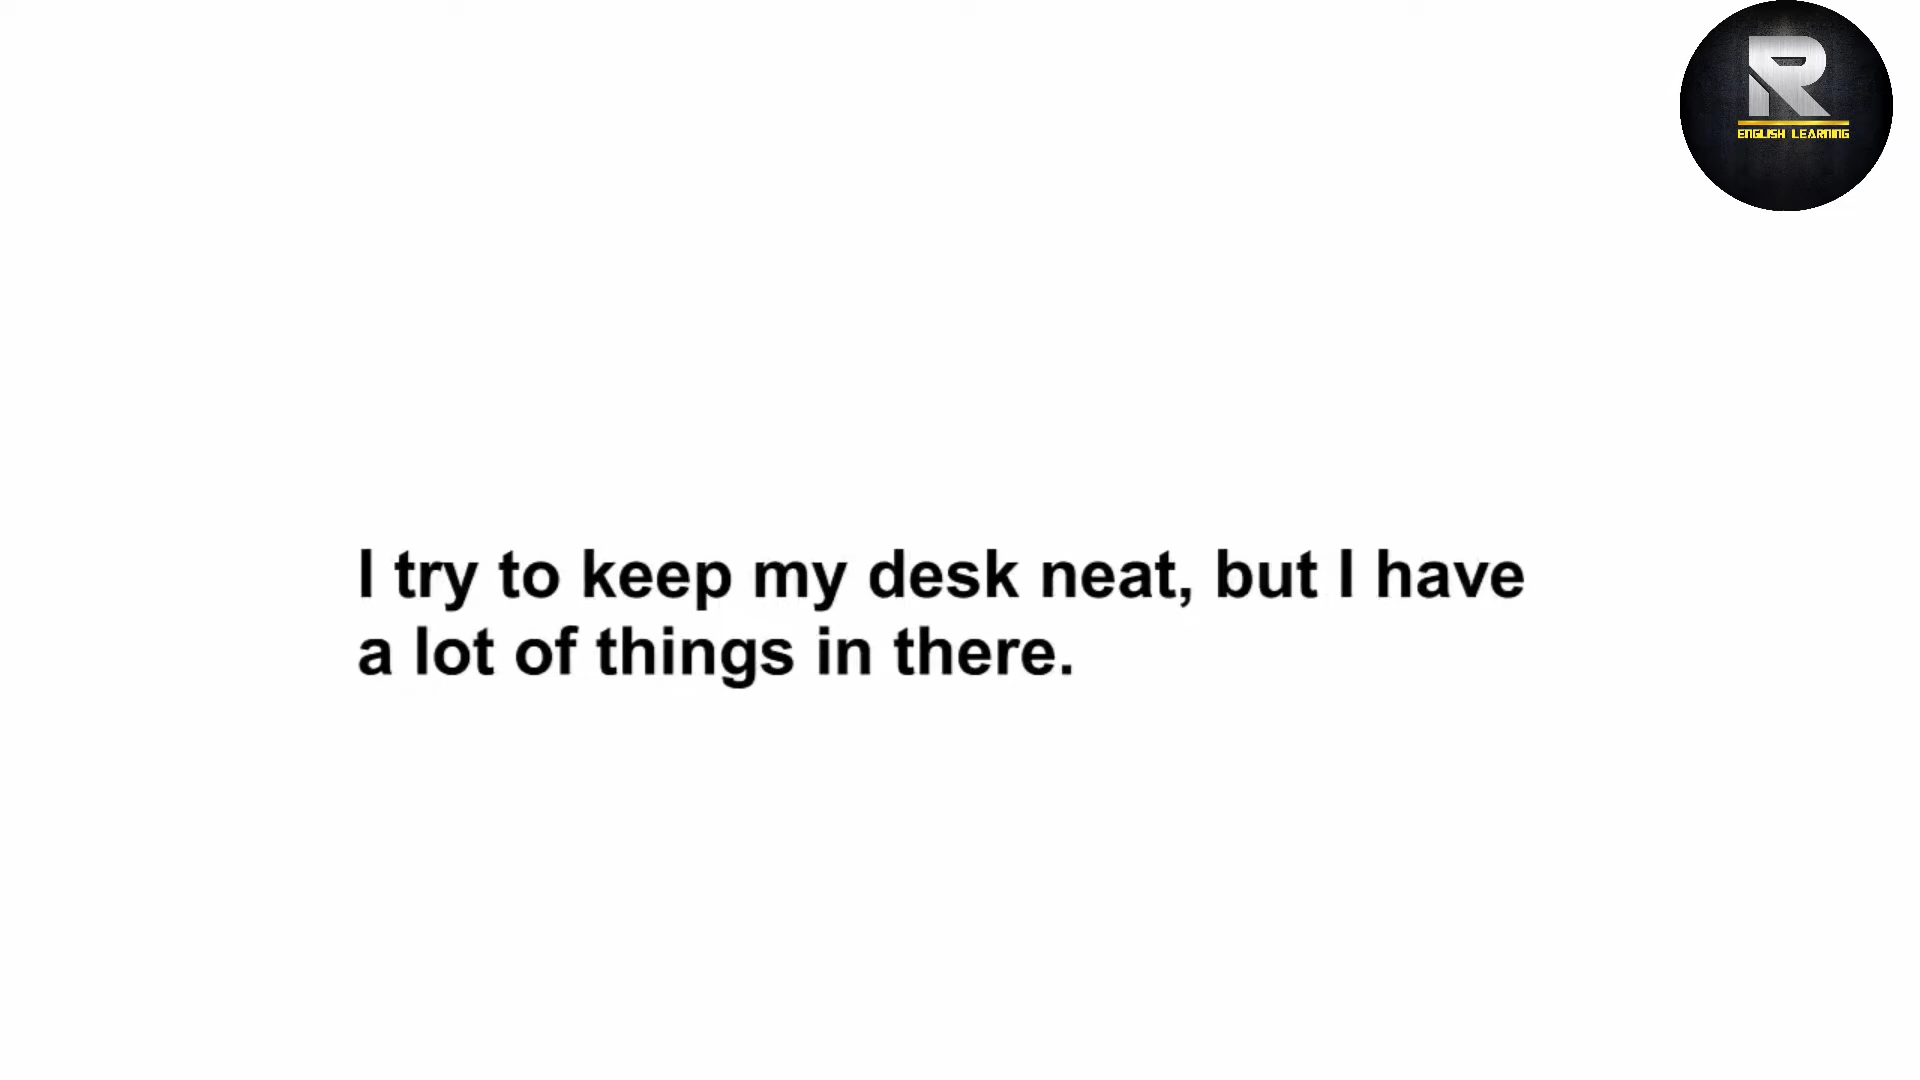 R
ENGLISH LEARNING
I try to keep my desk neat, but I have
a lot of things in there.